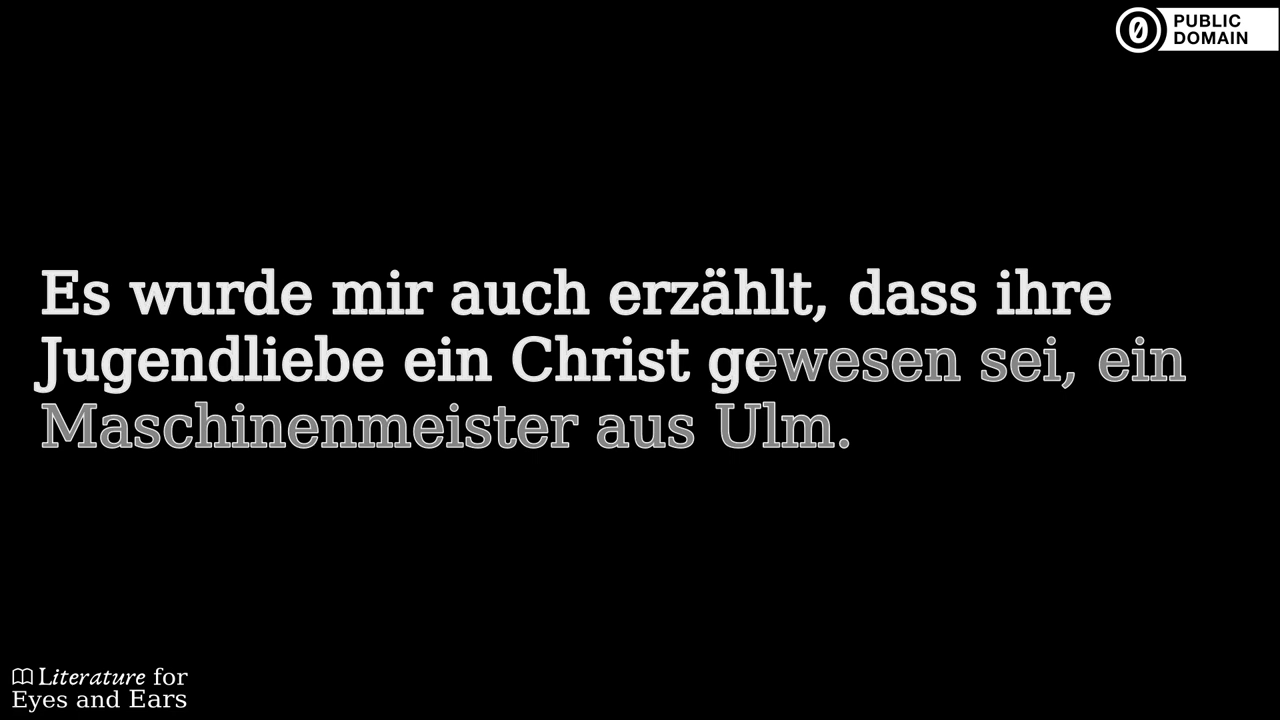 PUBLIC
DOMAIN
Es wurde mir auch erzählt, dass ihre
Jugendliebe ein Christ gewesen sei, ein
Maschinenmeister aus Ulm.
Literature for
Eyes and Ears